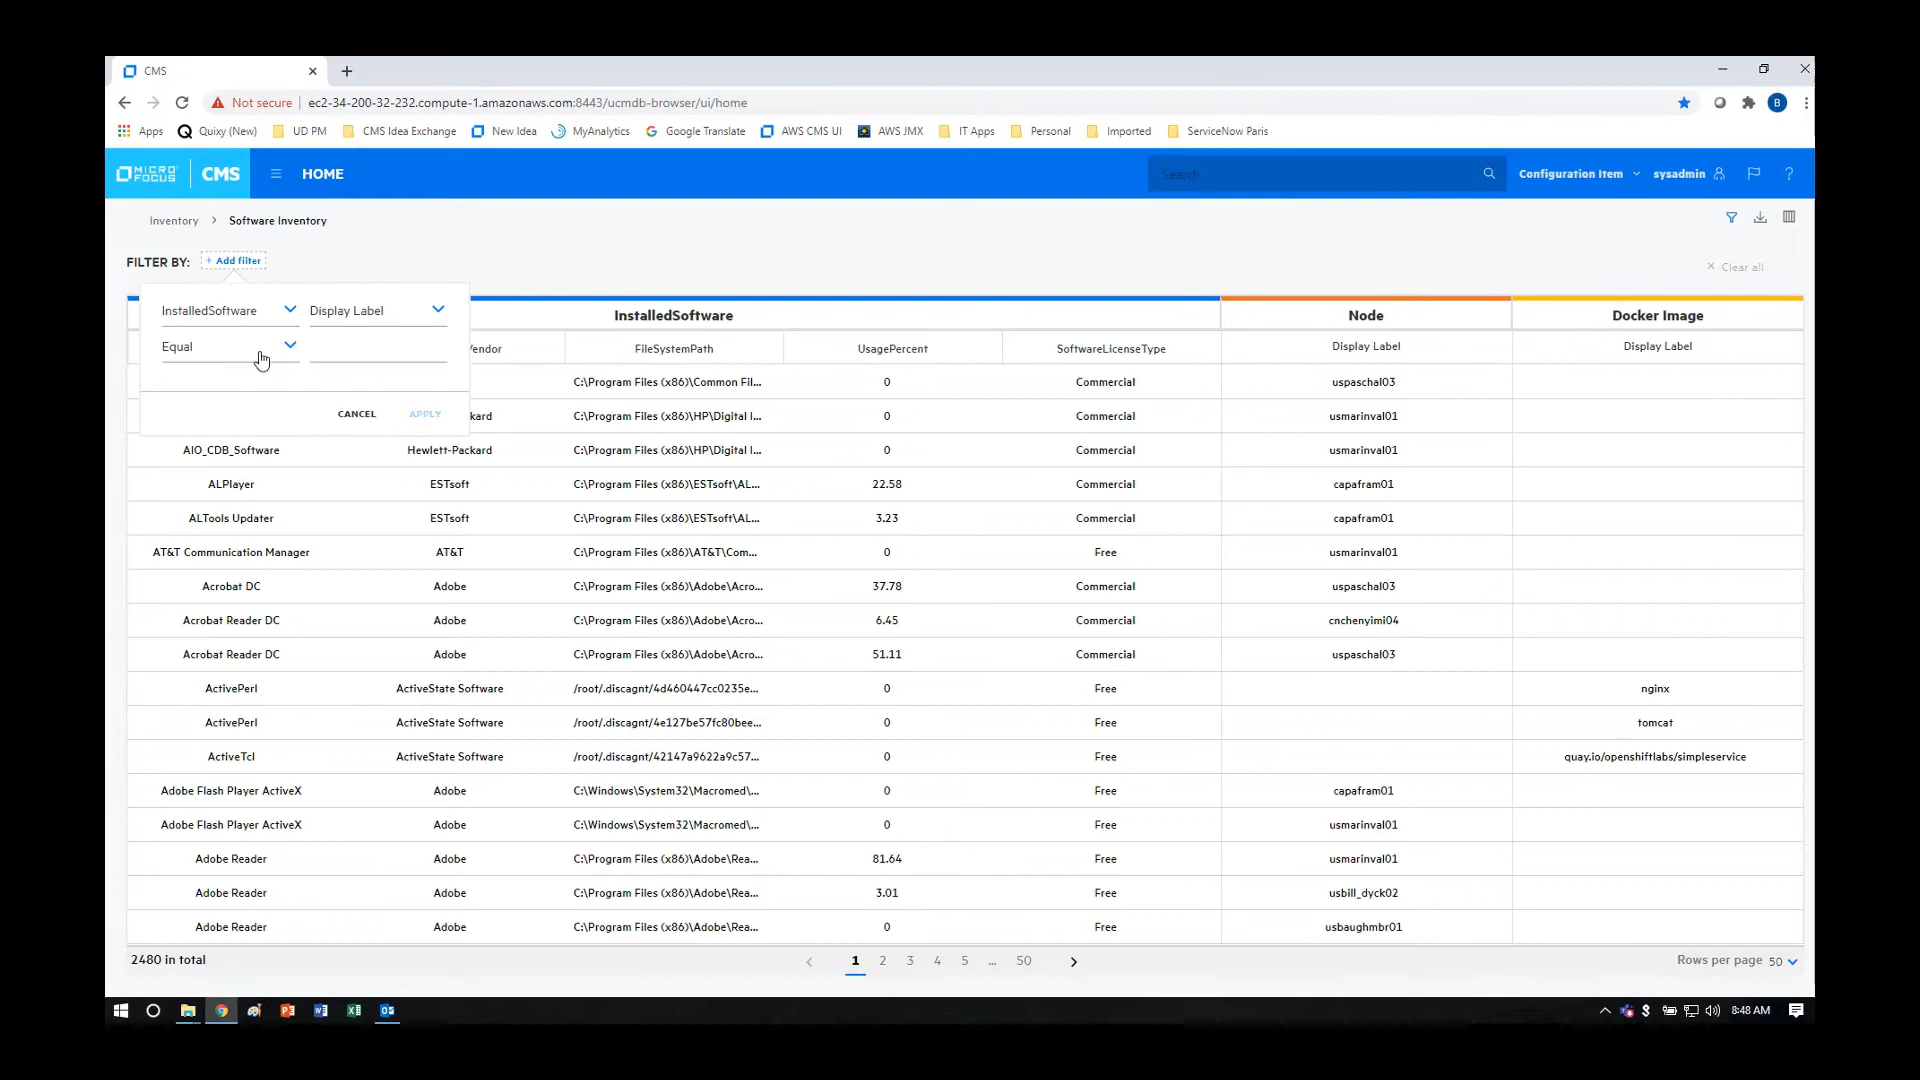 CMS
Not secure ec2-34-200-32-232.compute-1.amazonaws.com:8443/ucmdb-browser/ui/home B
Apps Quixy (New) UD PM CMS Idea Exchange New Idea MyAnalytics Google Translate AWS CMS UI AWS JMX IT Apps Personal Imported ServiceNow Paris
MICRO FOCUS CMS HOME Search Configuration Item sysadmin ?
Inventory > Software Inventory
FILTER BY: + Add filter Clear all
InstalledSoftware Display Label
Equal
CANCEL APPLY
InstalledSoftware Node Docker Image
Vendor FileSystemPath UsagePercent SoftwareLicenseType Display Label Display Label
C:\Program Files (x86)\Common Fil... 0 Commercial uspaschal03
kard C:\Program Files (x86)\HP\Digital I... 0 Commercial usmarinval01
AIO_CDB_Software Hewlett-Packard C:\Program Files (x86)\HP\Digital I... 0 Commercial usmarinval01
ALPlayer ESTsoft C:\Program Files (x86)\ESTsoft\AL... 22.58 Commercial capafram01
ALTools Updater ESTsoft C:\Program Files (x86)\ESTsoft\AL... 3.23 Commercial capafram01
AT&T Communication Manager AT&T C:\Program Files (x86)\AT&T\Com... 0 Free usmarinval01
Acrobat DC Adobe C:\Program Files (x86)\Adobe\Acro... 37.78 Commercial uspaschal03
Acrobat Reader DC Adobe C:\Program Files (x86)\Adobe\Acro... 6.45 Commercial cnchenyimi04
Acrobat Reader DC Adobe C:\Program Files (x86)\Adobe\Acro... 51.11 Commercial uspaschal03
ActivePerl ActiveState Software /root/.discagnt/4d460447cc0235e... 0 Free nginx
ActivePerl ActiveState Software /root/.discagnt/4e127be57fc80bee... 0 Free tomcat
ActiveTcl ActiveState Software /root/.discagnt/42147a9622a9c57... 0 Free quay.io/openshiftlabs/simpleservice
Adobe Flash Player ActiveX Adobe C:\Windows\System32\Macromed\... 0 Free capafram01
Adobe Flash Player ActiveX Adobe C:\Windows\System32\Macromed\... 0 Free usmarinval01
Adobe Reader Adobe C:\Program Files (x86)\Adobe\Rea... 81.64 Free usmarinval01
Adobe Reader Adobe C:\Program Files (x86)\Adobe\Rea... 3.01 Free usbill_dyck02
Adobe Reader Adobe C:\Program Files (x86)\Adobe\Rea... 0 Free usbaughmbr01
2480 in total 1 2 3 4 5 ... 50 Rows per page 50
8:48 AM